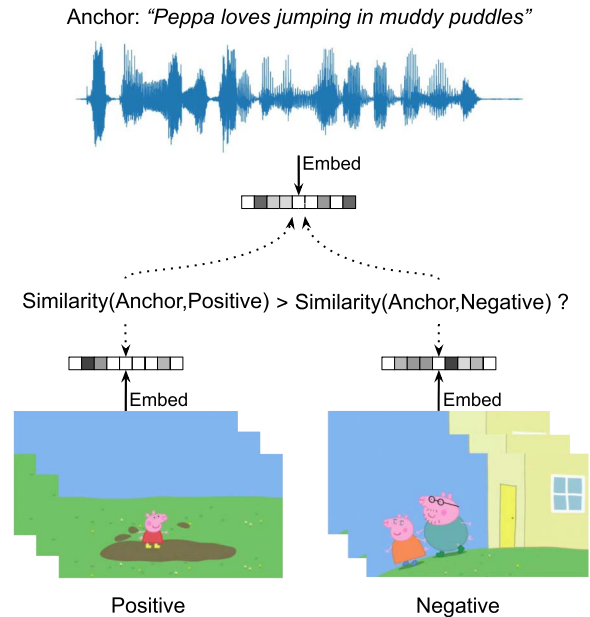 Anchor: “Peppa loves jumping in muddy puddles”
Embed
Similarity(Anchor,Positive) > Similarity(Anchor,Negative) ?
Embed
Embed
Positive
Negative